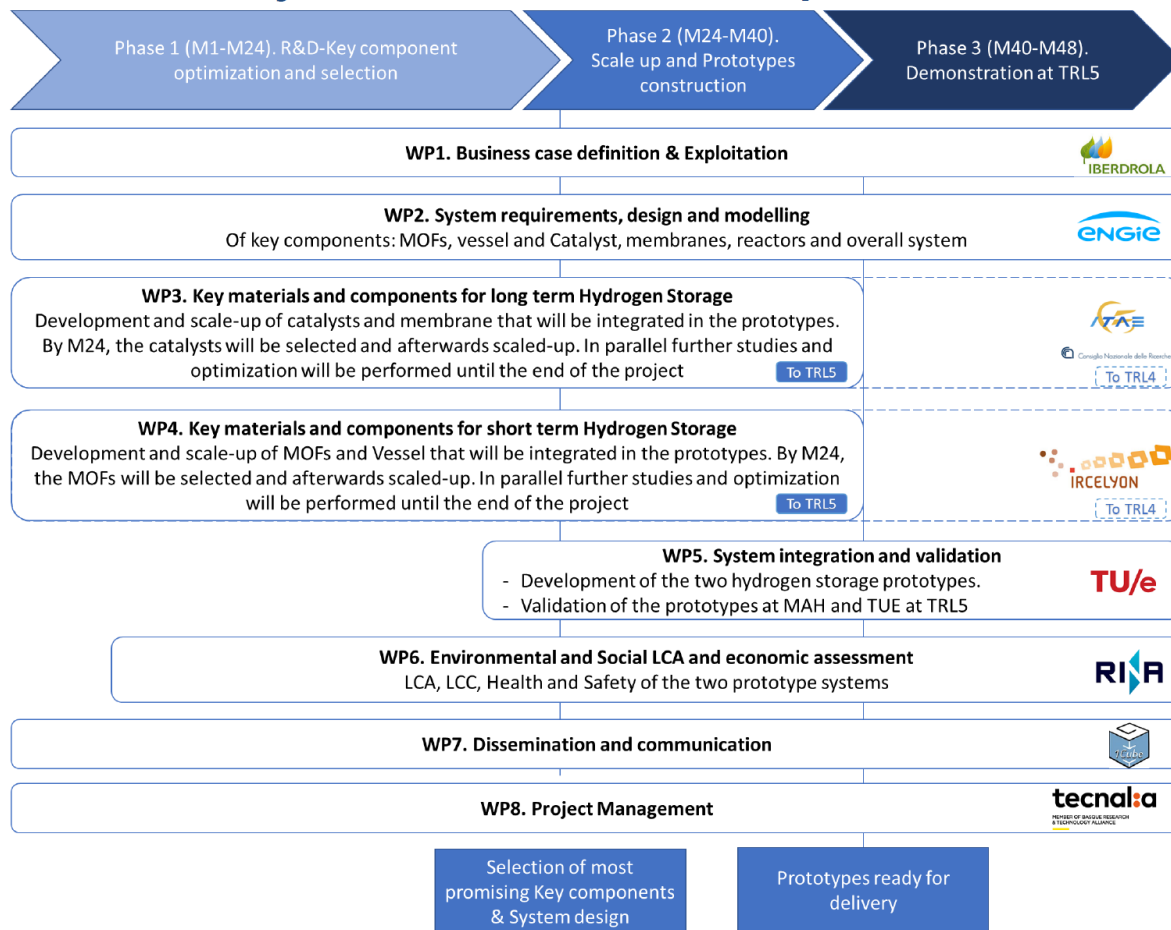 Phase 1 (M1-M24). R&D-Key component
optimization and selection
Phase 2 (M24-M40).
Scale up and Prototypes
construction
Phase 3 (M40-M48).
Demonstration at TRL5
WP1. Business case definition & Exploitation
IBERDROLA
WP2. System requirements, design and modelling
Of key components: MOFs, vessel and Catalyst, membranes, reactors and overall system
ENGIE
WP3. Key materials and components for long term Hydrogen Storage
Development and scale-up of catalysts and membrane that will be integrated in the prototypes.
By M24, the catalysts will be selected and afterwards scaled-up. In parallel further studies and
optimization will be performed until the end of the project
To TRL5
ITAE
Consiglio Nazionale delle Ricerche
To TRL4
WP4. Key materials and components for short term Hydrogen Storage
Development and scale-up of MOFs and Vessel that will be integrated in the prototypes. By M24,
the MOFs will be selected and afterwards scaled-up. In parallel further studies and optimization
will be performed until the end of the project
To TRL5
IRCELYON
To TRL4
WP5. System integration and validation
- Development of the two hydrogen storage prototypes.
- Validation of the prototypes at MAH and TUE at TRL5
TU/e
WP6. Environmental and Social LCA and economic assessment
LCA, LCC, Health and Safety of the two prototype systems
RINA
WP7. Dissemination and communication
ICube
WP8. Project Management
tecnal:a
MEMBER OF BASQUE RESEARCH
& TECHNOLOGY ALLIANCE
Selection of most
promising Key components
& System design
Prototypes ready for
delivery